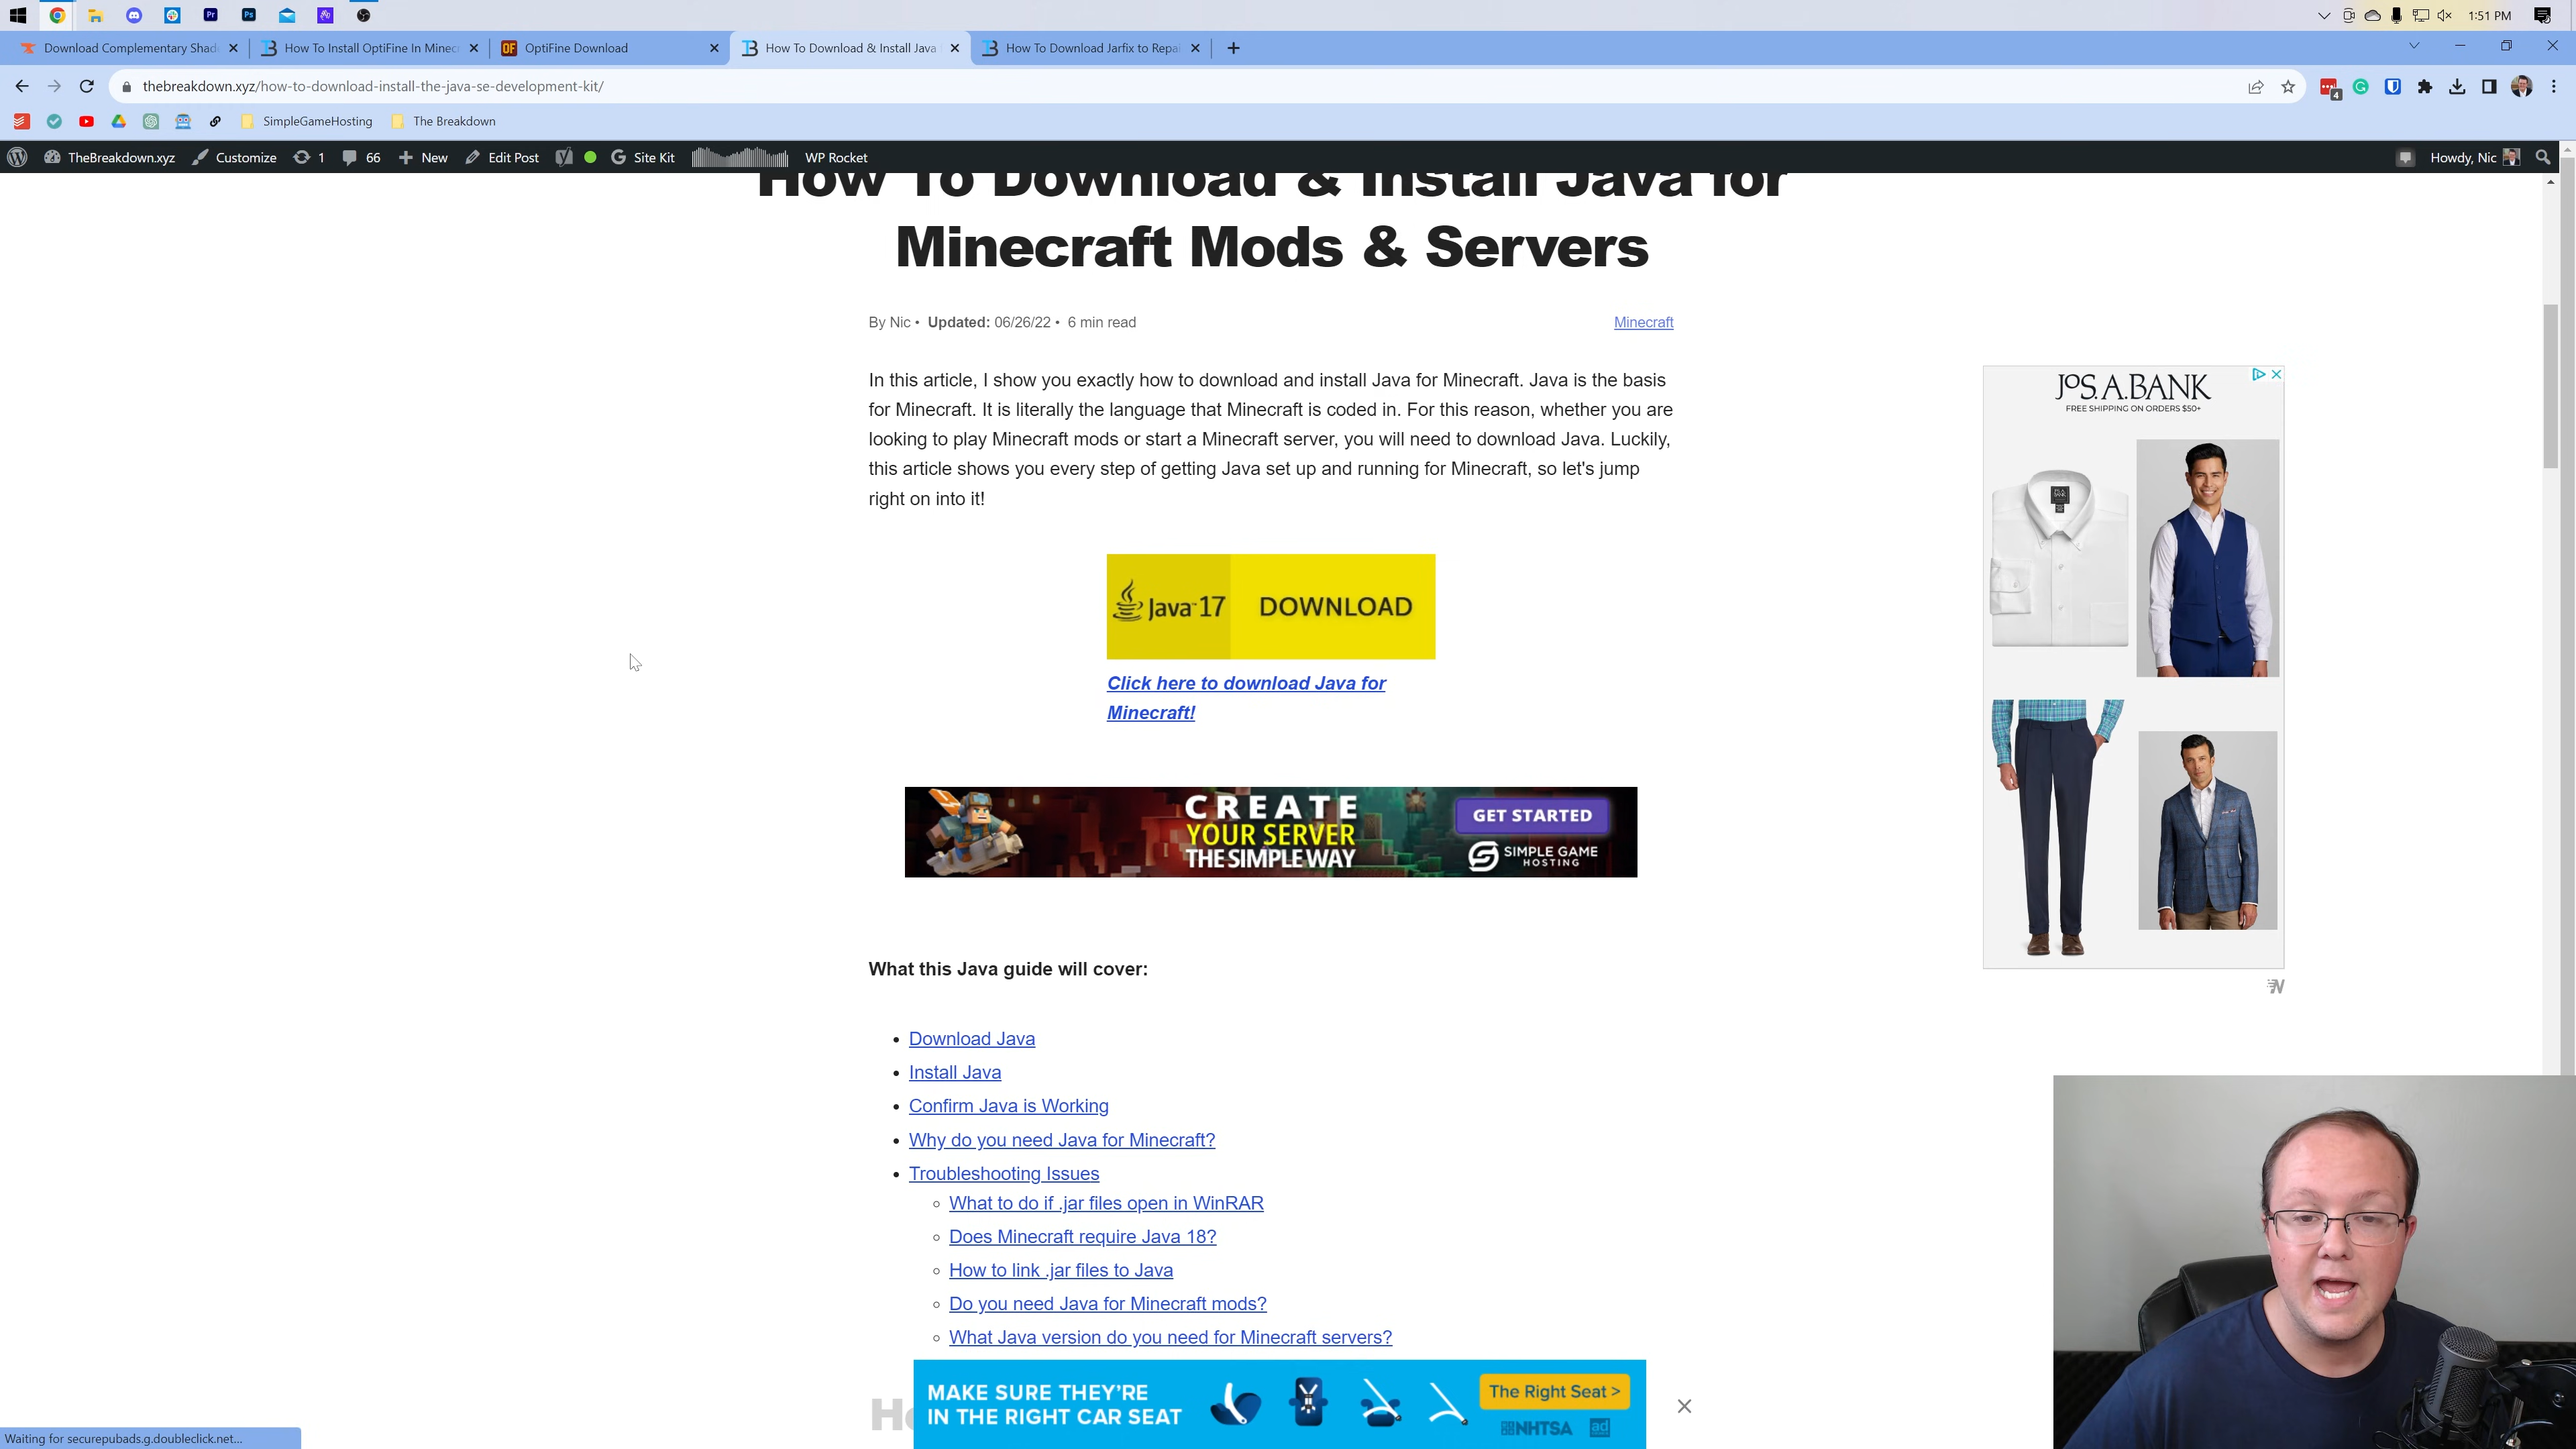 1:51 PM
Download Complementary Shad
How To Install OptiFine In Minec
OptiFine Download
How To Download & Install Java
How To Download Jarfix to Repai
thebreakdown.xyz/how-to-download-install-the-java-se-development-kit/
4
SimpleGameHosting
The Breakdown
TheBreakdown.xyz
Customize
1
66
New
Edit Post
Site Kit
WP Rocket
Howdy, Nic
How To Download & Install Java for
Minecraft Mods & Servers
By Nic • Updated: 06/26/22 • 6 min read
Minecraft
In this article, I show you exactly how to download and install Java for Minecraft. Java is the basis
for Minecraft. It is literally the language that Minecraft is coded in. For this reason, whether you are
looking to play Minecraft mods or start a Minecraft server, you will need to download Java. Luckily,
this article shows you every step of getting Java set up and running for Minecraft, so let's jump
right on into it!
Java 17 DOWNLOAD
Click here to download Java for
Minecraft!
JOS. A. BANK
FREE SHIPPING ON ORDERS $50+
CREATE
YOUR SERVER
THE SIMPLE WAY
GET STARTED
SIMPLE GAME
HOSTING
What this Java guide will cover:
• Download Java
• Install Java
• Confirm Java is Working
• Why do you need Java for Minecraft?
• Troubleshooting Issues
○ What to do if .jar files open in WinRAR
○ Does Minecraft require Java 18?
○ How to link .jar files to Java
○ Do you need Java for Minecraft mods?
○ What Java version do you need for Minecraft servers?
MAKE SURE THEY'RE
IN THE RIGHT CAR SEAT
The Right Seat >
NHTSA
ad
Waiting for securepubads.g.doubleclick.net...